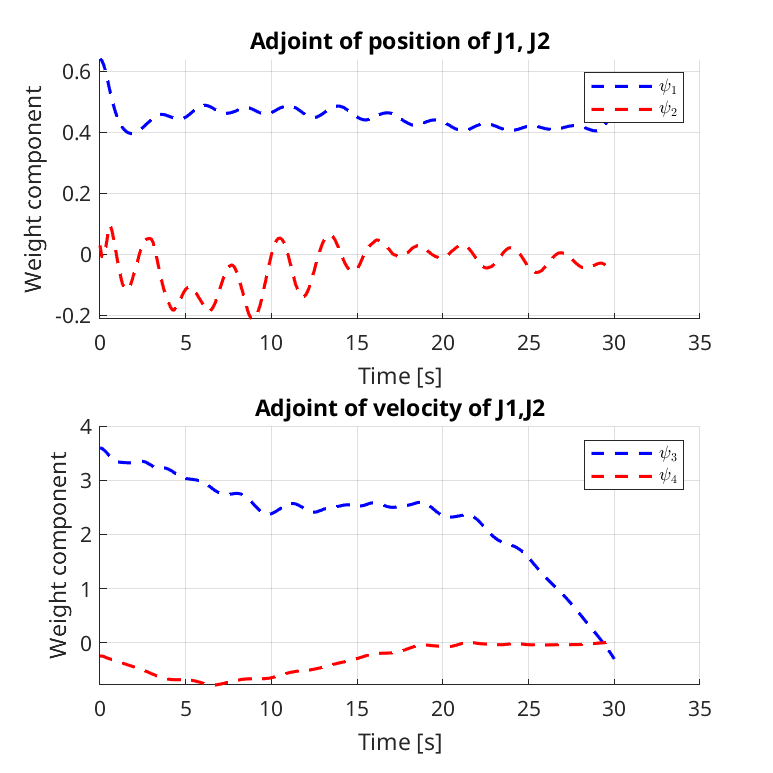 Adjoint of position of J1, J2
Weight component
0.6
0.4
0.2
0
-0.2
ψ1
ψ2
0 5 10 15 20 25 30 35
Time [s]
Adjoint of velocity of J1,J2
Weight component
4
3
2
1
0
ψ3
ψ4
0 5 10 15 20 25 30 35
Time [s]